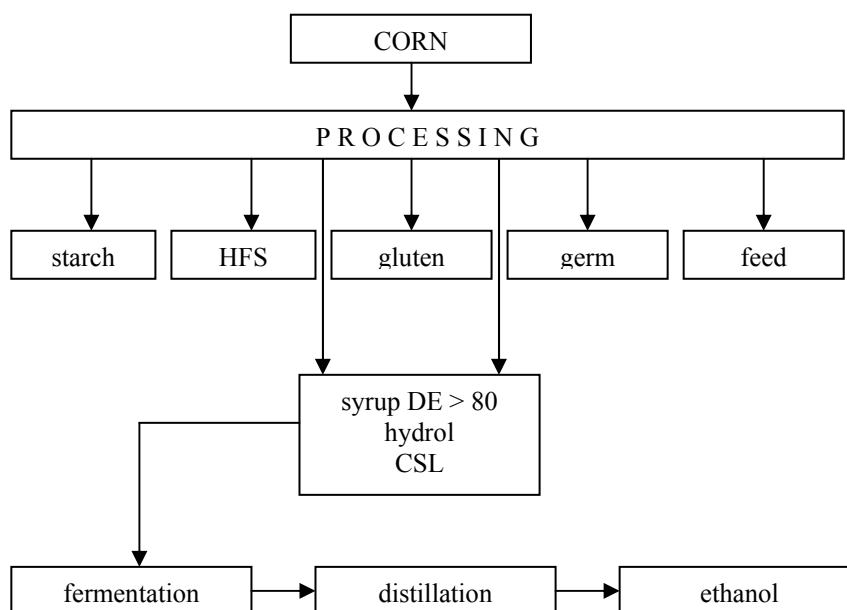 CORN
P R O C E S S I N G
starch
HFS
gluten
germ
feed
syrup DE > 80
hydrol
CSL
fermentation
distillation
ethanol